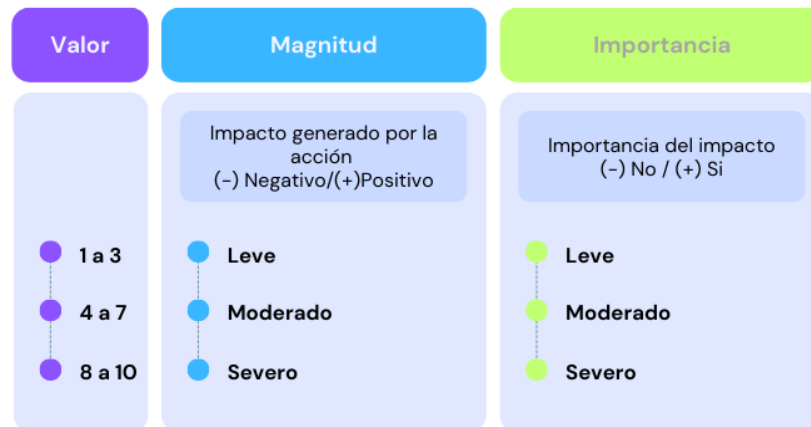 Valor
Magnitud
Importancia
Impacto generado por la
acción
(-) Negativo/(+)Positivo
Importancia del impacto
(-) No / (+) Si
1 a 3
Leve
Leve
4 a 7
Moderado
Moderado
8 a 10
Severo
Severo